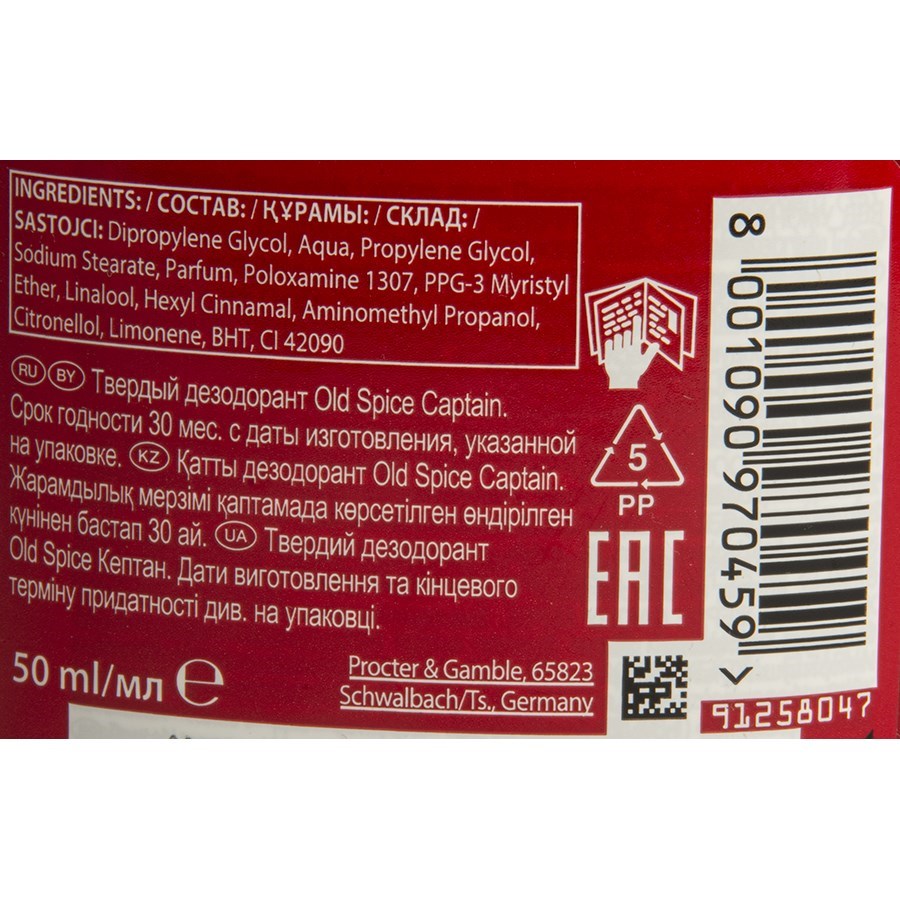 INGREDIENTS: / СОСТАВ: / ҚҰРАМЫ: / СКЛАД: /
SASTOJCI: Dipropylene Glycol, Aqua, Propylene Glycol,
Sodium Stearate, Parfum, Poloxamine 1307, PPG-3 Myristyl
Ether, Linalool, Hexyl Cinnamal, Aminomethyl Propanol,
Citronellol, Limonene, BHT, CI 42090
RU BY Твердый дезодорант Old Spice Captain.
Срок годности 30 мес. с даты изготовления, указанной
на упаковке. KZ Қатты дезодорант Old Spice Captain.
Жарамдылық мерзімі қаптамада көрсетілген өндірілген
күнінен бастап 30 ай. UA Твердий дезодорант
Old Spice Кептан. Дати виготовлення та кінцевого
терміну придатності див. на упаковці.
50 ml/мл e
Procter & Gamble, 65823
Schwalbach/Ts., Germany
5
PP
EAC
8 001090 970459 >
91258047